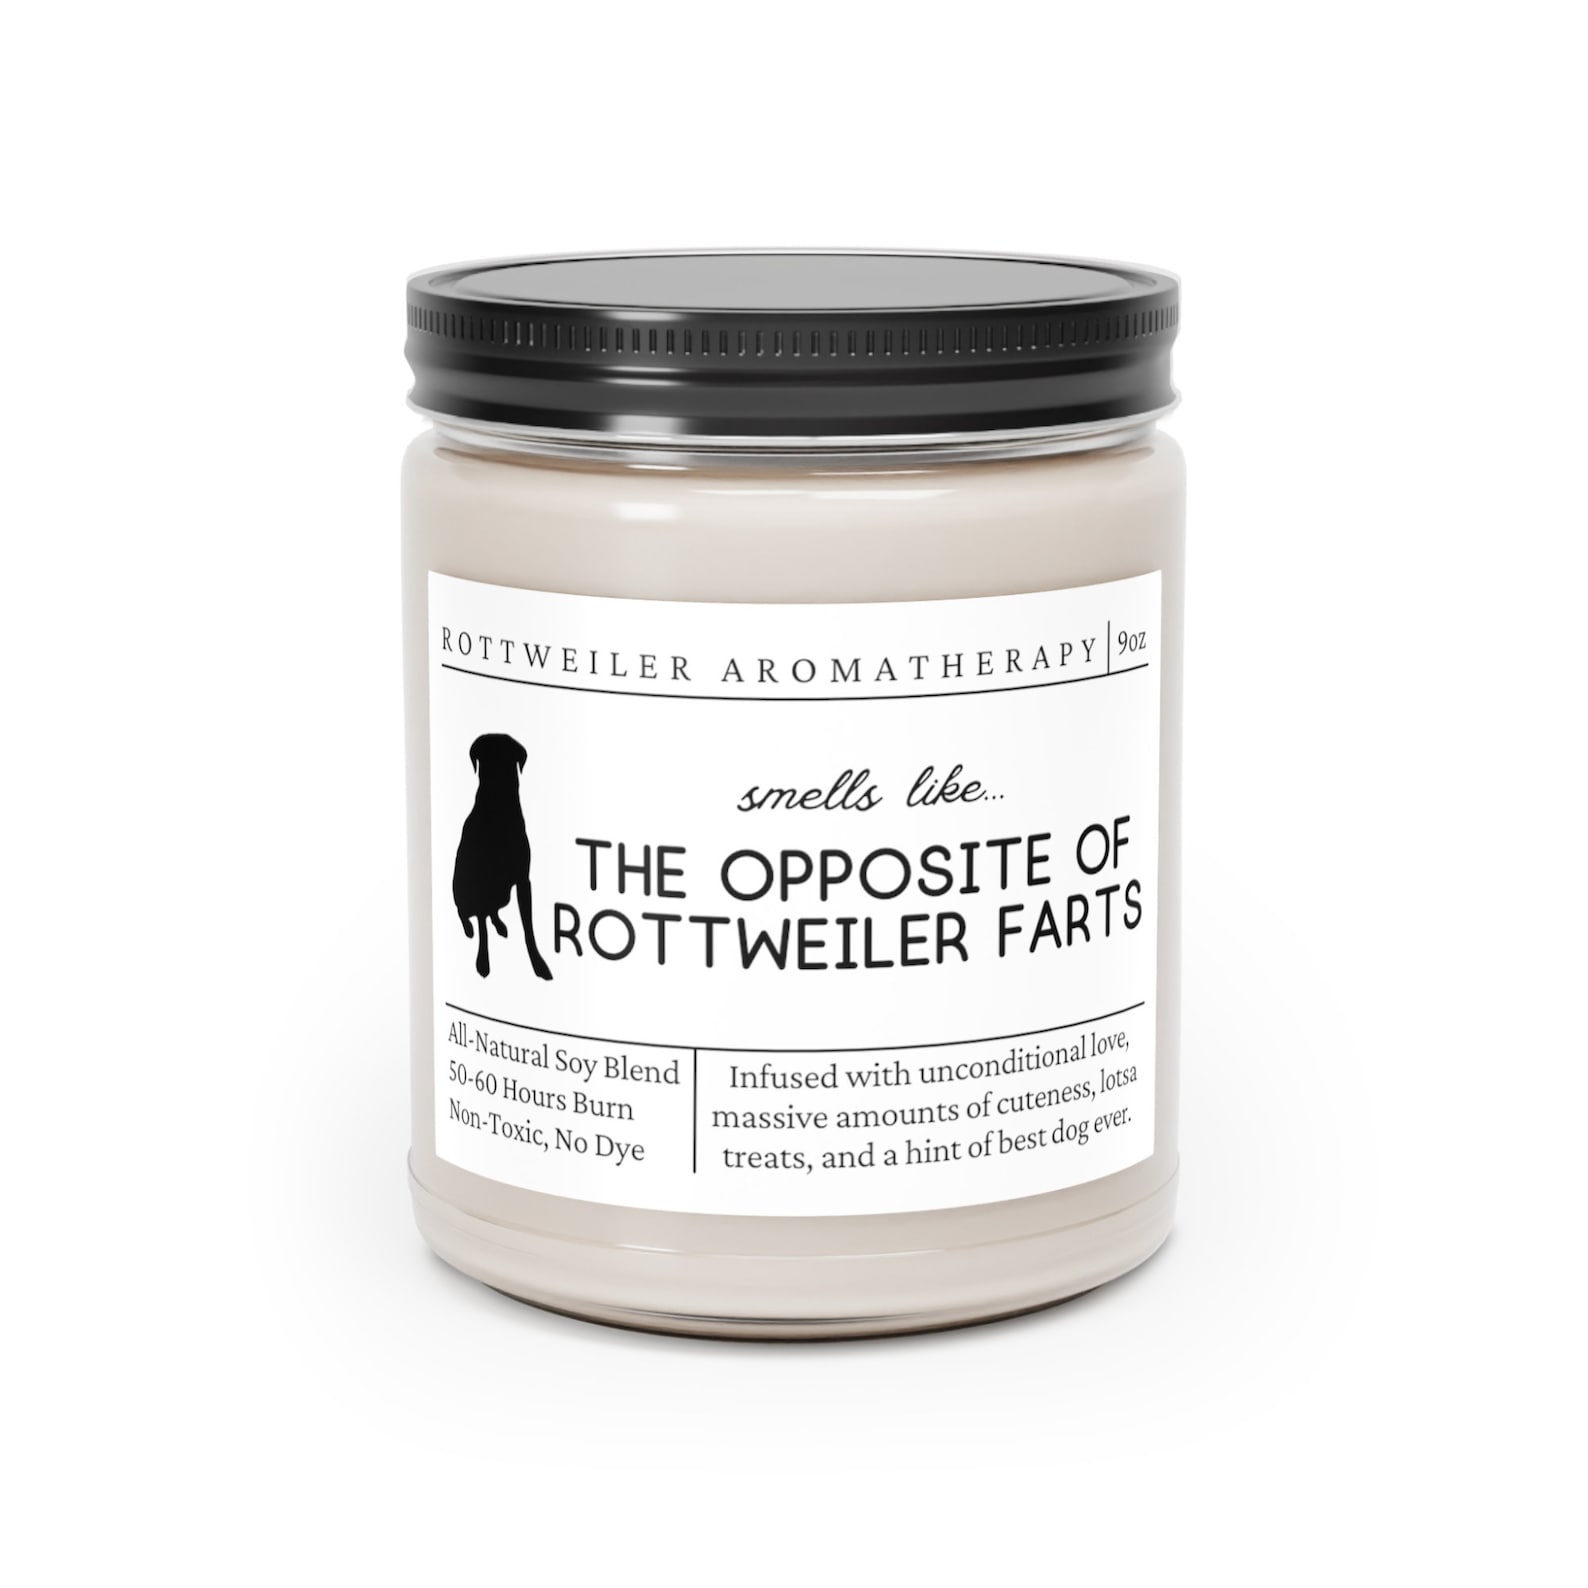 ROTTWEILER AROMATHERAPY | 9oz
smells like...
THE OPPOSITE OF
ROTTWEILER FARTS
All-Natural Soy Blend
50-60 Hours Burn
Non-Toxic, No Dye
Infused with unconditional love,
massive amounts of cuteness, lotsa
treats, and a hint of best dog ever.